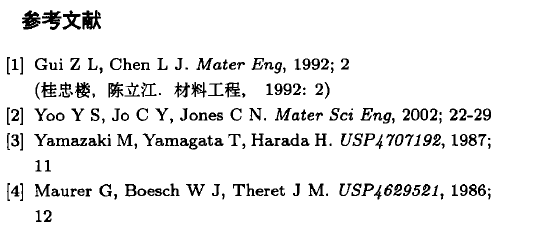 参考文献
[1] Gui Z L, Chen L J. Mater Eng, 1992; 2
(桂忠楼, 陈立江. 材料工程, 1992: 2)
[2] Yoo Y S, Jo C Y, Jones C N. Mater Sci Eng, 2002; 22-29
[3] Yamazaki M, Yamagata T, Harada H. USP4707192, 1987;
11
[4] Maurer G, Boesch W J, Theret J M. USP4629521, 1986;
12